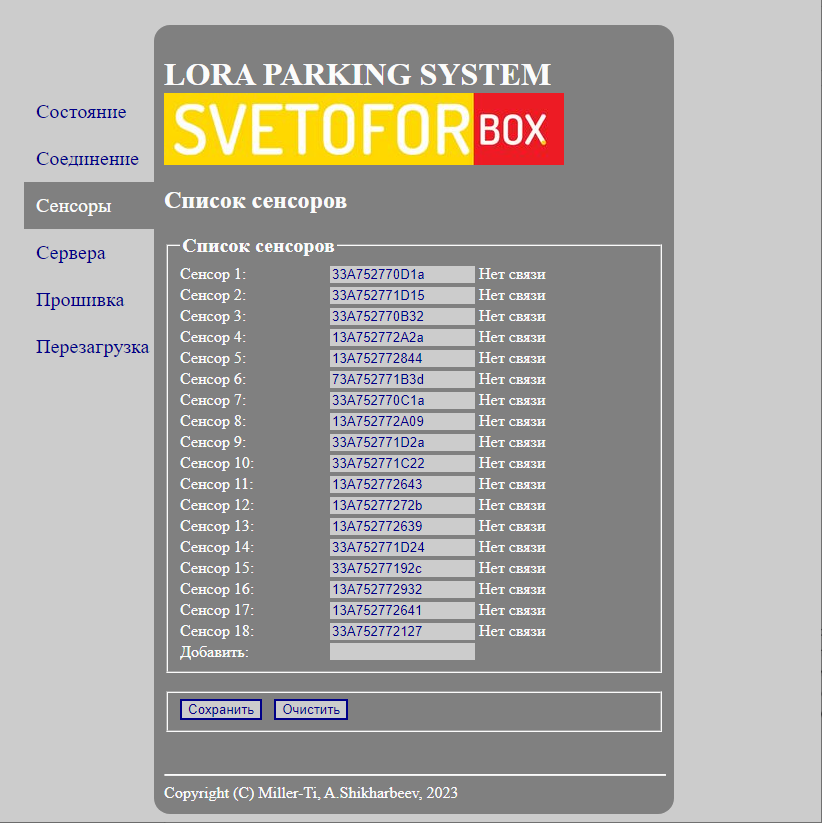 LORA PARKING SYSTEM
SVETOFOR BOX
Состояние
Соединение
Сенсоры
Сервера
Прошивка
Перезагрузка
Список сенсоров
Список сенсоров
Сенсор 1: 33A752770D1a Нет связи
Сенсор 2: 33A752771D15 Нет связи
Сенсор 3: 33A752770B32 Нет связи
Сенсор 4: 13A752772A2a Нет связи
Сенсор 5: 13A752772844 Нет связи
Сенсор 6: 73A752771B3d Нет связи
Сенсор 7: 33A752770C1a Нет связи
Сенсор 8: 13A752772A09 Нет связи
Сенсор 9: 33A752771D2a Нет связи
Сенсор 10: 33A752771C22 Нет связи
Сенсор 11: 13A752772643 Нет связи
Сенсор 12: 13A75277272b Нет связи
Сенсор 13: 13A752772639 Нет связи
Сенсор 14: 33A752771D24 Нет связи
Сенсор 15: 33A75277192c Нет связи
Сенсор 16: 13A752772932 Нет связи
Сенсор 17: 13A752772641 Нет связи
Сенсор 18: 33A752772127 Нет связи
Добавить:
Сохранить Очистить
Copyright (C) Miller-Ti, A.Shikharbeev, 2023